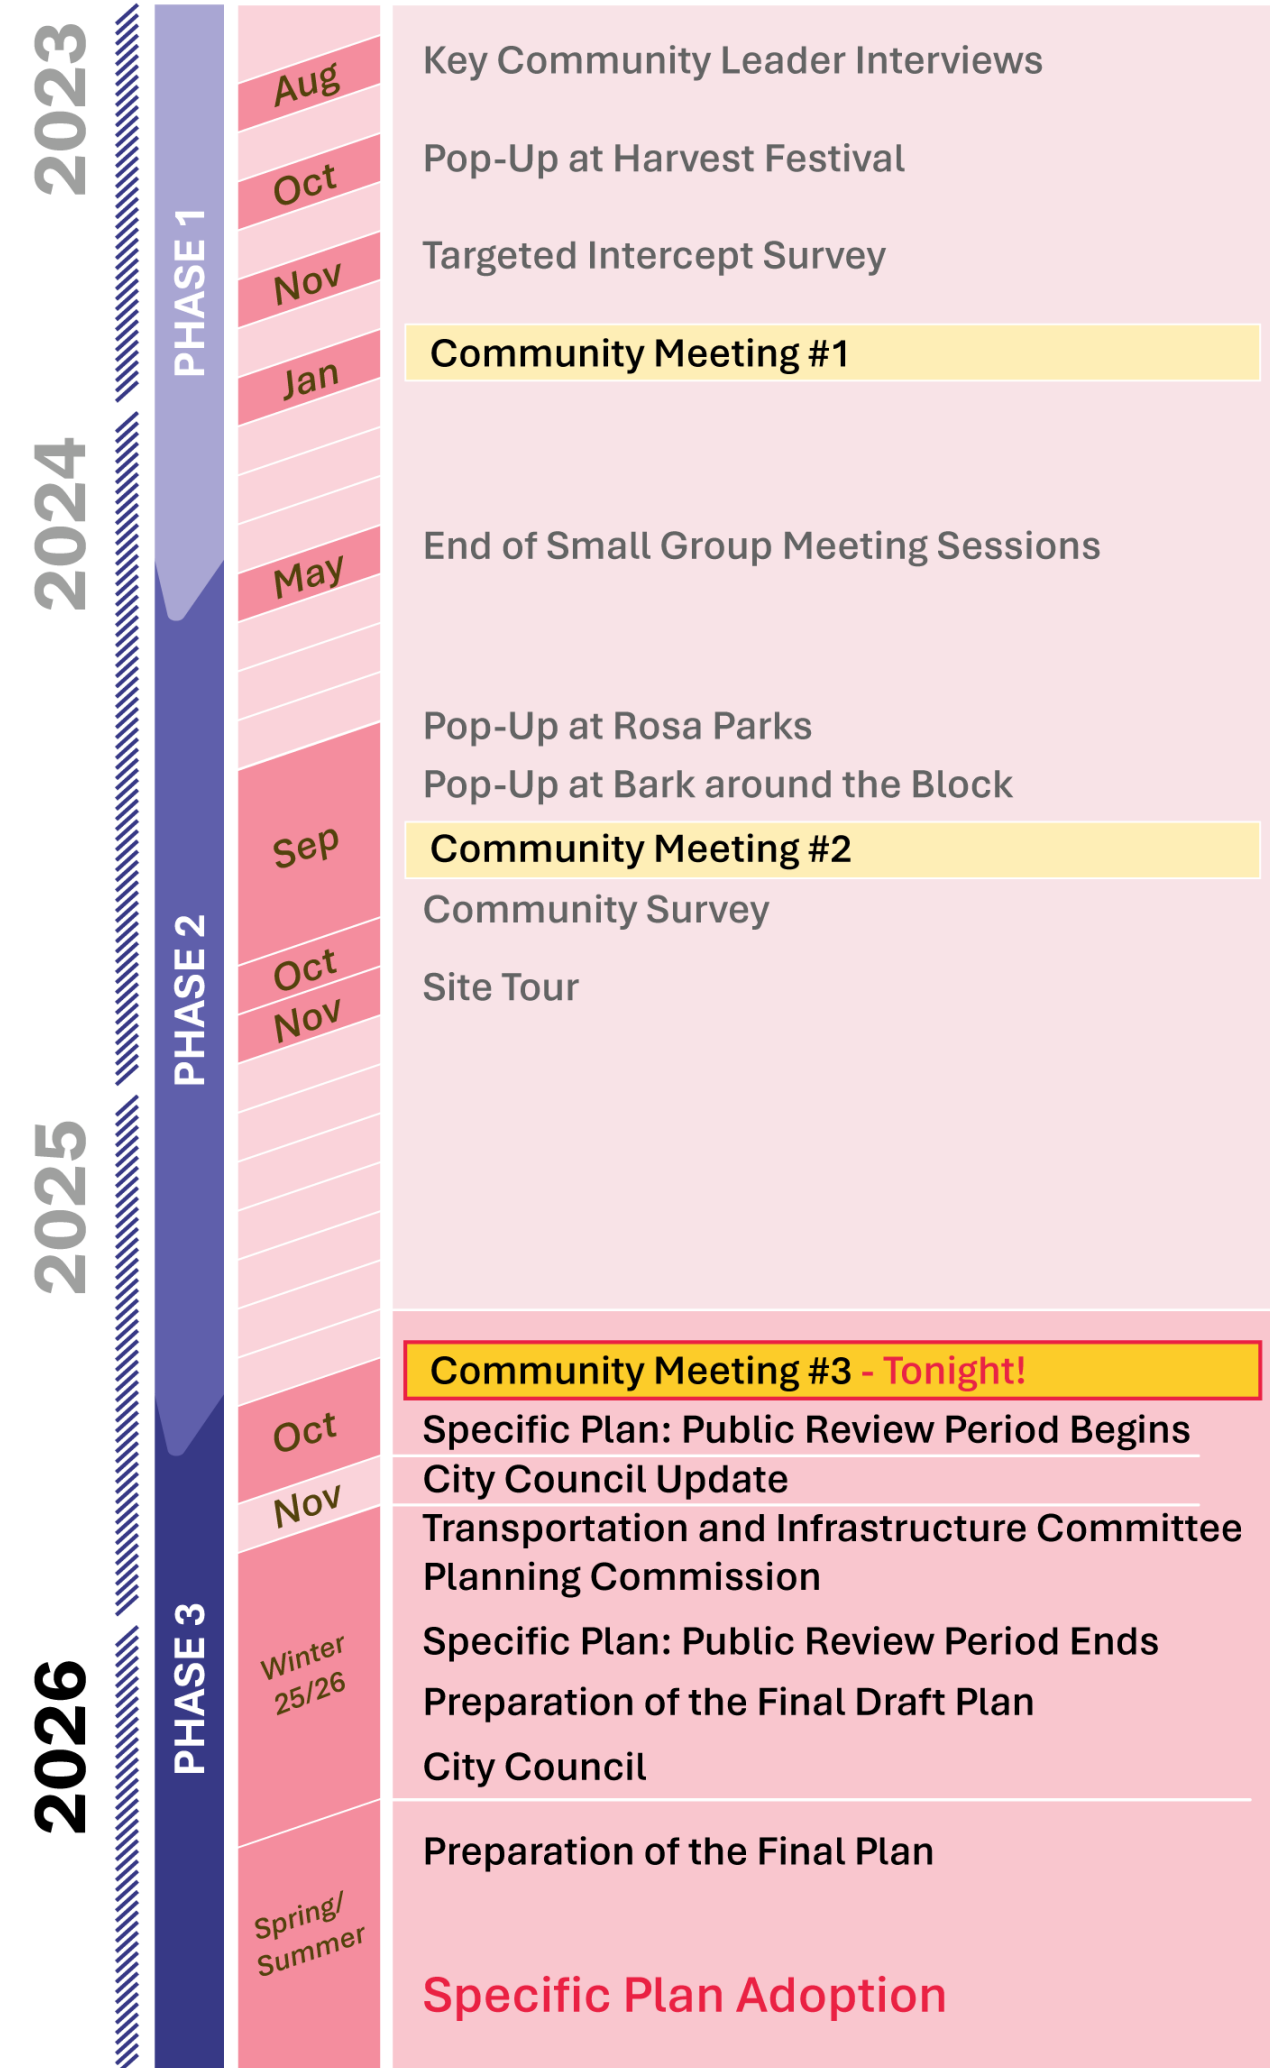 2023
PHASE 1
Aug
Key Community Leader Interviews
Oct
Pop-Up at Harvest Festival
Nov
Targeted Intercept Survey
Jan
Community Meeting #1
2024
May
End of Small Group Meeting Sessions
PHASE 2
Sep
Pop-Up at Rosa Parks
Pop-Up at Bark around the Block
Community Meeting #2
Community Survey
Oct
Site Tour
Nov
2025
Community Meeting #3 - Tonight!
Oct
Specific Plan: Public Review Period Begins
Nov
City Council Update
PHASE 3
Winter
25/26
Transportation and Infrastructure Committee
Planning Commission
Specific Plan: Public Review Period Ends
Preparation of the Final Draft Plan
City Council
2026
Spring/
Summer
Preparation of the Final Plan
Specific Plan Adoption